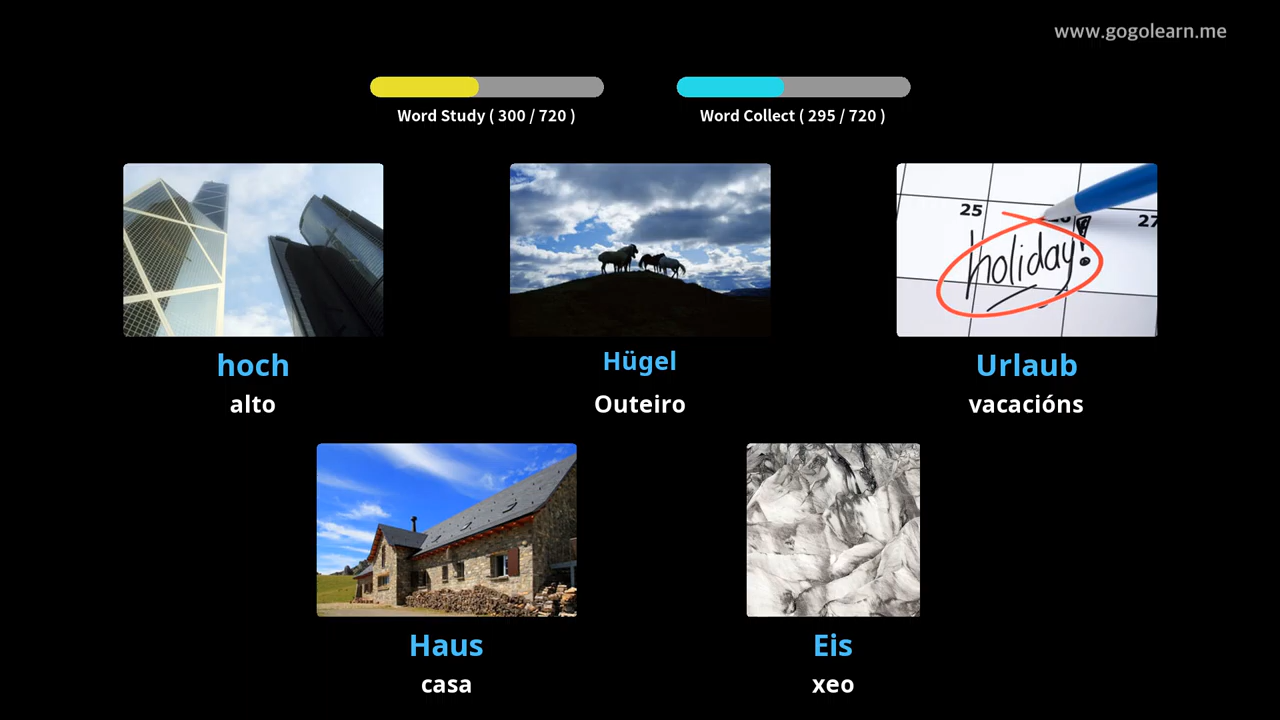 www.gogolearn.me
Word Study ( 300 / 720 )
Word Collect ( 295 / 720 )
25
27
holiday!
hoch
Hügel
Urlaub
alto
Outeiro
vacacións
Haus
Eis
casa
xeo